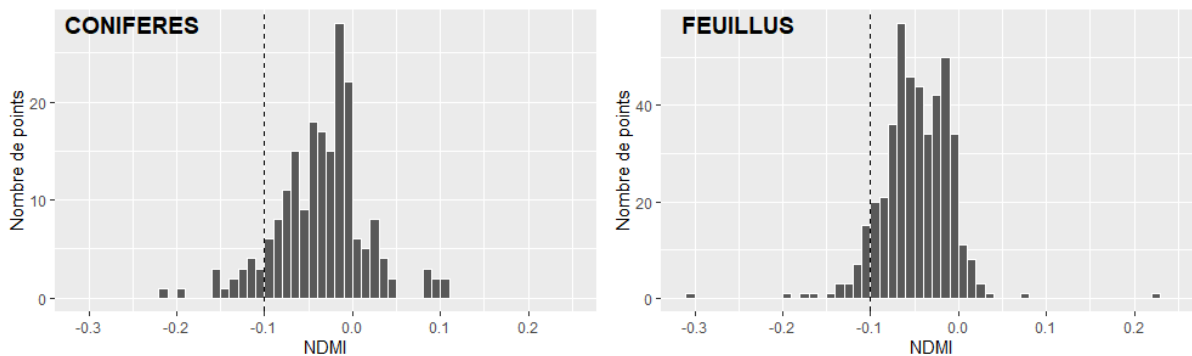 CONIFERES
Nombre de points
20
10
0
-0.3 -0.2 -0.1 0.0 0.1 0.2
NDMI
FEUILLUS
Nombre de points
40
20
0
-0.3 -0.2 -0.1 0.0 0.1 0.2
NDMI